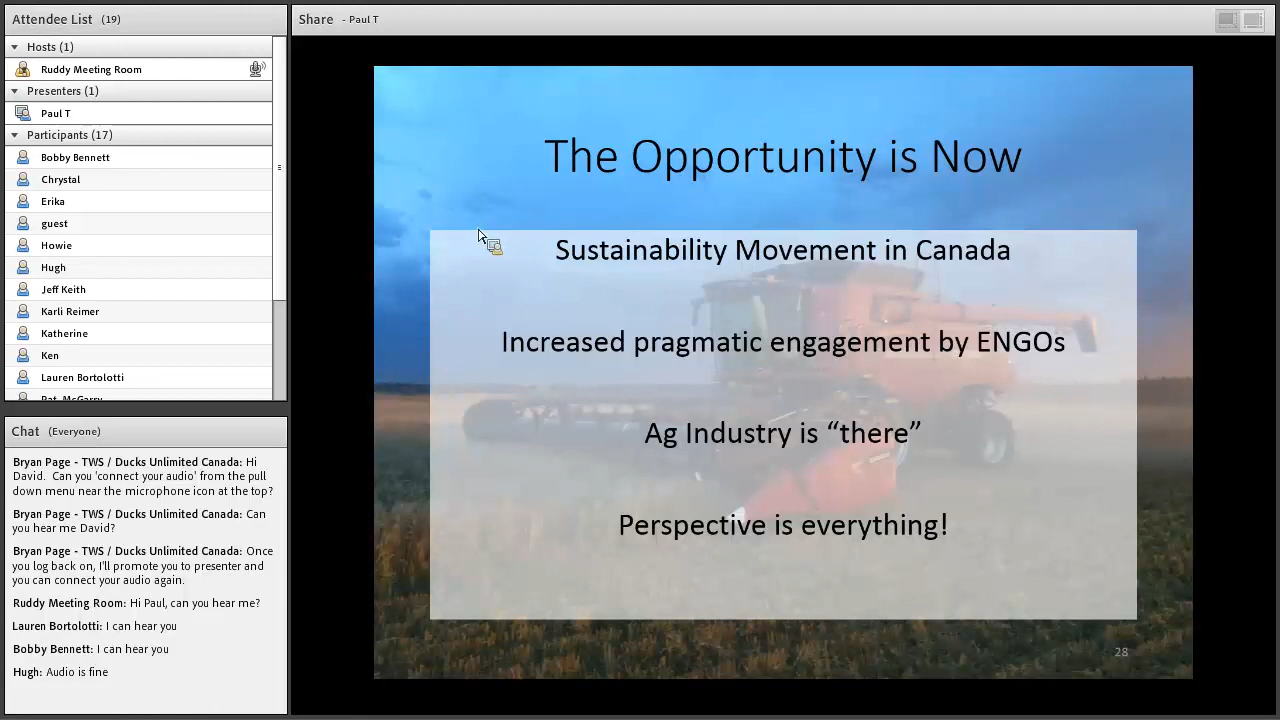 Attendee List (19)
Hosts (1)
Ruddy Meeting Room
Presenters (1)
Paul T
Participants (17)
Bobby Bennett
Chrystal
Erika
guest
Howie
Hugh
Jeff Keith
Karli Reimer
Katherine
Ken
Lauren Bortolotti
Pat McGarry
Chat (Everyone)
Bryan Page - TWS / Ducks Unlimited Canada: Hi
David. Can you 'connect your audio' from the pull
down menu near the microphone icon at the top?
Bryan Page - TWS / Ducks Unlimited Canada: Can
you hear me David?
Bryan Page - TWS / Ducks Unlimited Canada: Once
you log back on, I'll promote you to presenter and
you can connect your audio again.
Ruddy Meeting Room: Hi Paul, can you hear me?
Lauren Bortolotti: I can hear you
Bobby Bennett: I can hear you
Hugh: Audio is fine
Share - Paul T
The Opportunity is Now
Sustainability Movement in Canada
Increased pragmatic engagement by ENGOs
Ag Industry is “there”
Perspective is everything!
28